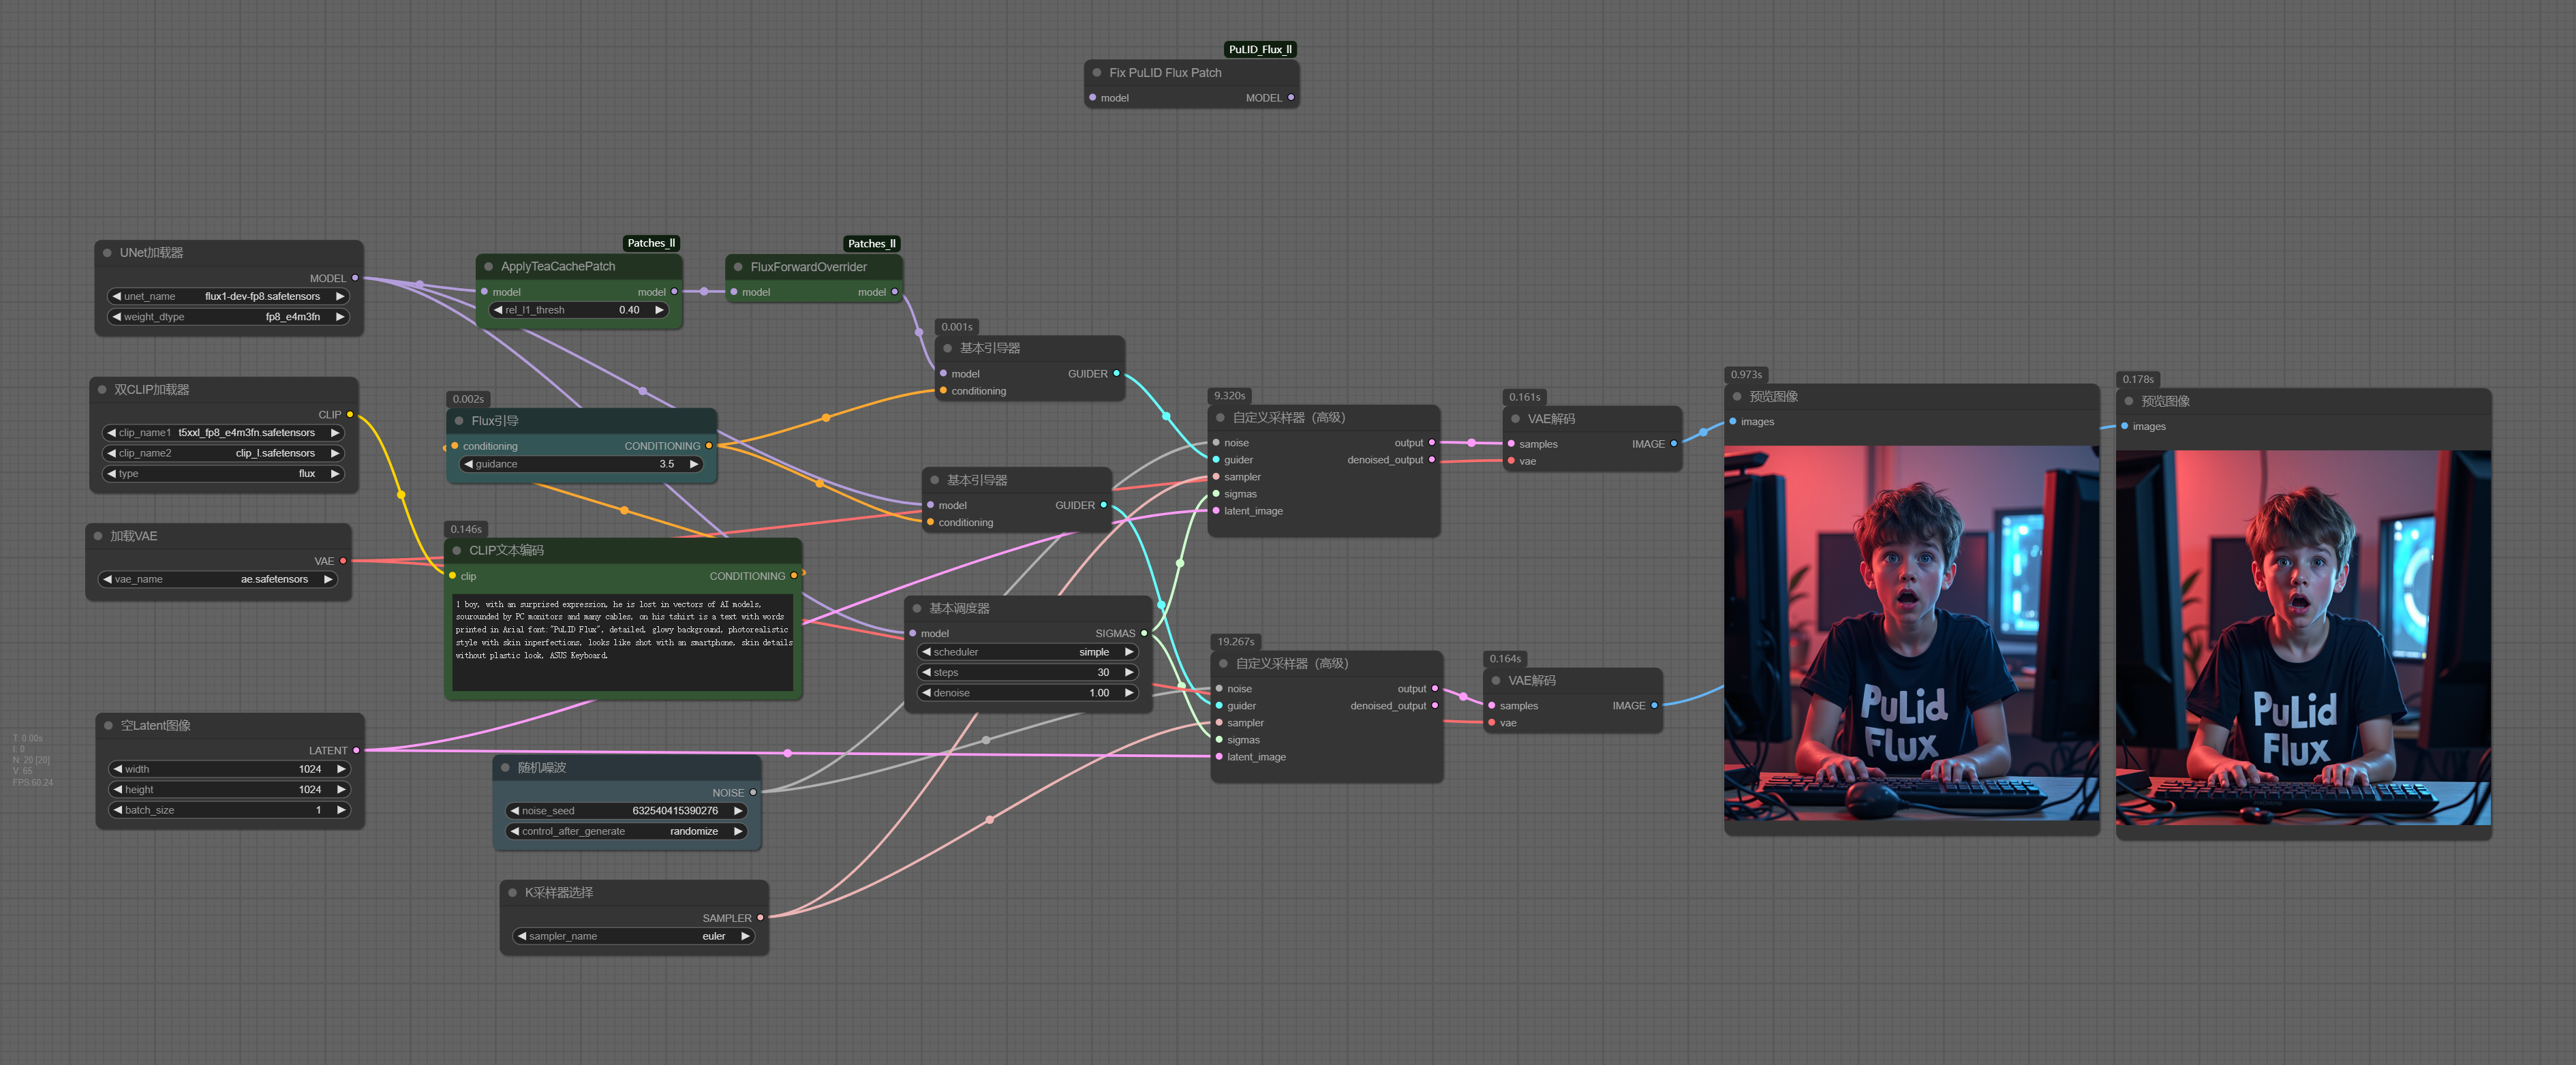 PuLID_Flux_ll
Fix PuLID Flux Patch
model MODEL
UNet加载器
MODEL
unet_name flux1-dev-fp8.safetensors
weight_dtype fp8_e4m3fn
Patches_ll
ApplyTeaCachePatch
model model
rel_l1_thresh 0.40
Patches_ll
FluxForwardOverrider
model model
0.001s
基本引导器
model GUIDER
conditioning
双CLIP加载器
CLIP
clip_name1 t5xxl_fp8_e4m3fn.safetensors
clip_name2 clip_l.safetensors
type flux
0.002s
Flux引导
conditioning CONDITIONING
guidance 3.5
基本引导器
model GUIDER
conditioning
9.320s
自定义采样器（高级）
noise output
guider denoised_output
sampler
sigmas
latent_image
0.161s
VAE解码
samples IMAGE
vae
0.973s
预览图像
images
PuLid
Flux
0.178s
预览图像
images
PuLid
Flux
加载VAE
VAE
vae_name ae.safetensors
0.146s
CLIP文本编码
clip CONDITIONING
1 boy, with an surprised expression, he is lost in vectors of AI models,
sourounded by PC monitors and many cables, on his tshirt is a text with words
printed in Arial font:"PuLID Flux", detailed, glowy background, photorealistic
style with skin inperfections, looks like shot with an smartphone, skin details
without plastic look, ASUS Keyboard.
基本调度器
model SIGMAS
scheduler simple
steps 30
denoise 1.00
19.267s
自定义采样器（高级）
noise output
guider denoised_output
sampler
sigmas
latent_image
0.164s
VAE解码
samples IMAGE
vae
空Latent图像
LATENT
width 1024
height 1024
batch_size 1
随机噪波
NOISE
noise_seed 632540415390276
control_after_generate randomize
K采样器选择
SAMPLER
sampler_name euler
T: 0.00s
I: 0
N: 20 [20]
V: 65
FPS:60.24